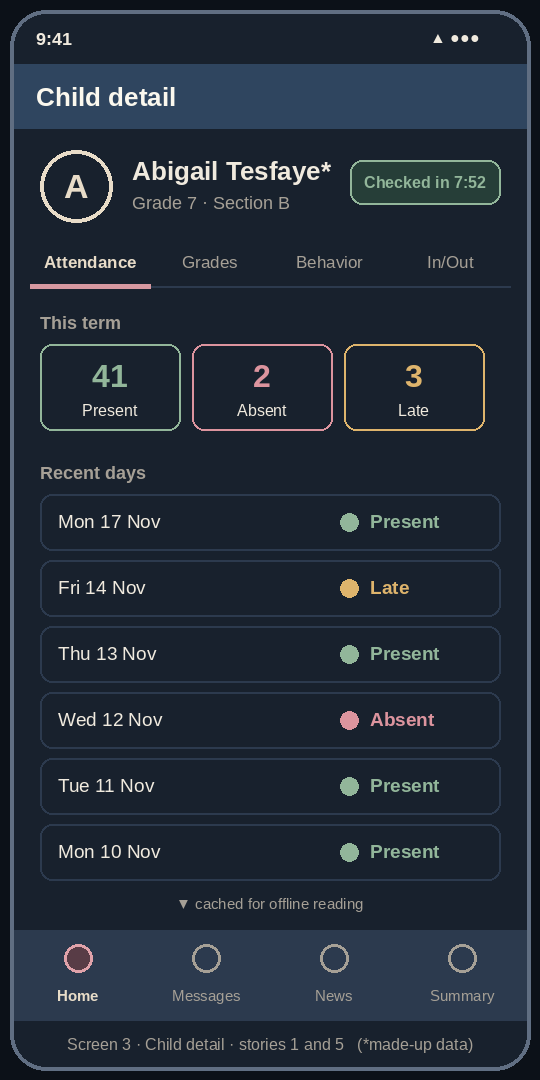 9:41 ▲ ●●●
Child detail
A
Abigail Tesfaye*
Grade 7 · Section B
Checked in 7:52
Attendance Grades Behavior In/Out
This term
41 2 3
Present Absent Late
Recent days
Mon 17 Nov Present
Fri 14 Nov Late
Thu 13 Nov Present
Wed 12 Nov Absent
Tue 11 Nov Present
Mon 10 Nov Present
▼ cached for offline reading
Home Messages News Summary
Screen 3 · Child detail · stories 1 and 5 (*made-up data)